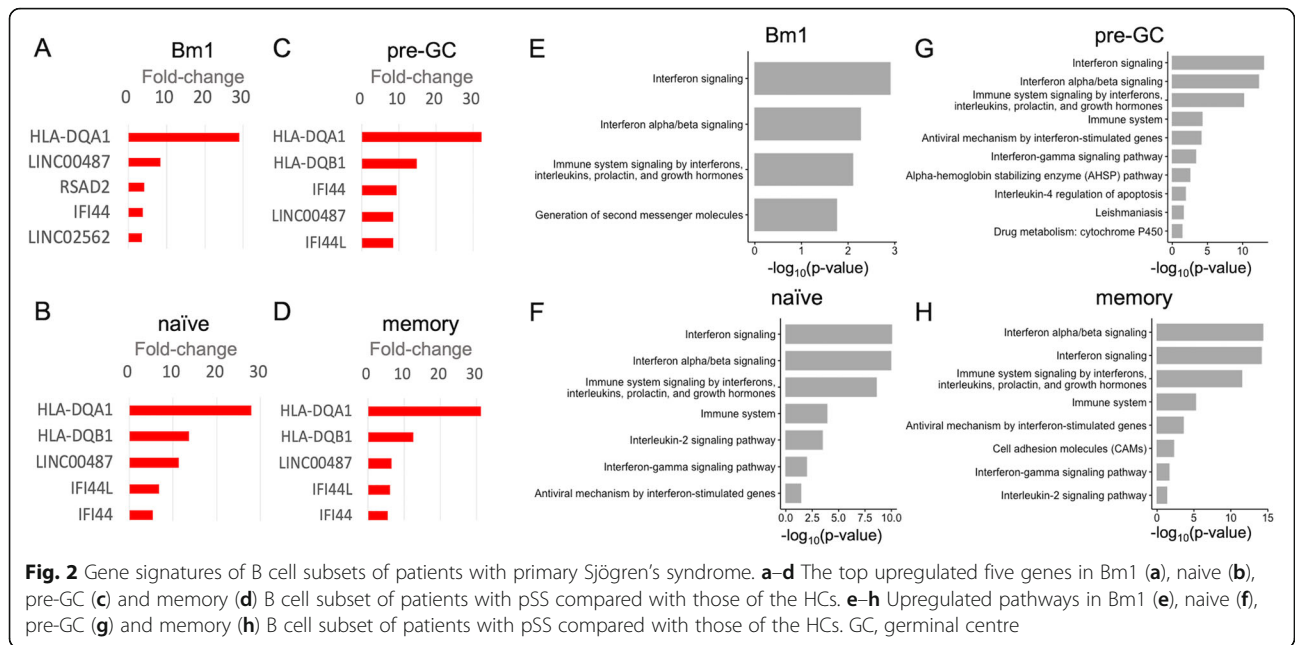 A
Bm1
Fold-change
0 10 20 30
HLA-DQA1
LINC00487
RSAD2
IFI44
LINC02562
C
pre-GC
Fold-change
0 10 20 30
HLA-DQA1
HLA-DQB1
IFI44
LINC00487
IFI44L
B
naïve
Fold-change
0 10 20 30
HLA-DQA1
HLA-DQB1
LINC00487
IFI44L
IFI44
D
memory
Fold-change
0 10 20 30
HLA-DQA1
HLA-DQB1
LINC00487
IFI44L
IFI44
E
Bm1
Interferon signaling
Interferon alpha/beta signaling
Immune system signaling by interferons,
interleukins, prolactin, and growth hormones
Generation of second messenger molecules
0 1 2 3
-log10(p-value)
G
pre-GC
Interferon signaling
Interferon alpha/beta signaling
Immune system signaling by interferons,
interleukins, prolactin, and growth hormones
Immune system
Antiviral mechanism by interferon-stimulated genes
Interferon-gamma signaling pathway
Alpha-hemoglobin stabilizing enzyme (AHSP) pathway
Interleukin-4 regulation of apoptosis
Leishmaniasis
Drug metabolism: cytochrome P450
0 5 10
-log10(p-value)
F
naïve
Interferon signaling
Interferon alpha/beta signaling
Immune system signaling by interferons,
interleukins, prolactin, and growth hormones
Immune system
Interleukin-2 signaling pathway
Interferon-gamma signaling pathway
Antiviral mechanism by interferon-stimulated genes
0.0 2.5 5.0 7.5 10.0
-log10(p-value)
H
memory
Interferon alpha/beta signaling
Interferon signaling
Immune system signaling by interferons,
interleukins, prolactin, and growth hormones
Immune system
Antiviral mechanism by interferon-stimulated genes
Cell adhesion molecules (CAMs)
Interferon-gamma signaling pathway
Interleukin-2 signaling pathway
0 5 10 15
-log10(p-value)
Fig. 2 Gene signatures of B cell subsets of patients with primary Sjögren's syndrome. a–d The top upregulated five genes in Bm1 (a), naive (b),
pre-GC (c) and memory (d) B cell subset of patients with pSS compared with those of the HCs. e–h Upregulated pathways in Bm1 (e), naive (f),
pre-GC (g) and memory (h) B cell subset of patients with pSS compared with those of the HCs. GC, germinal centre